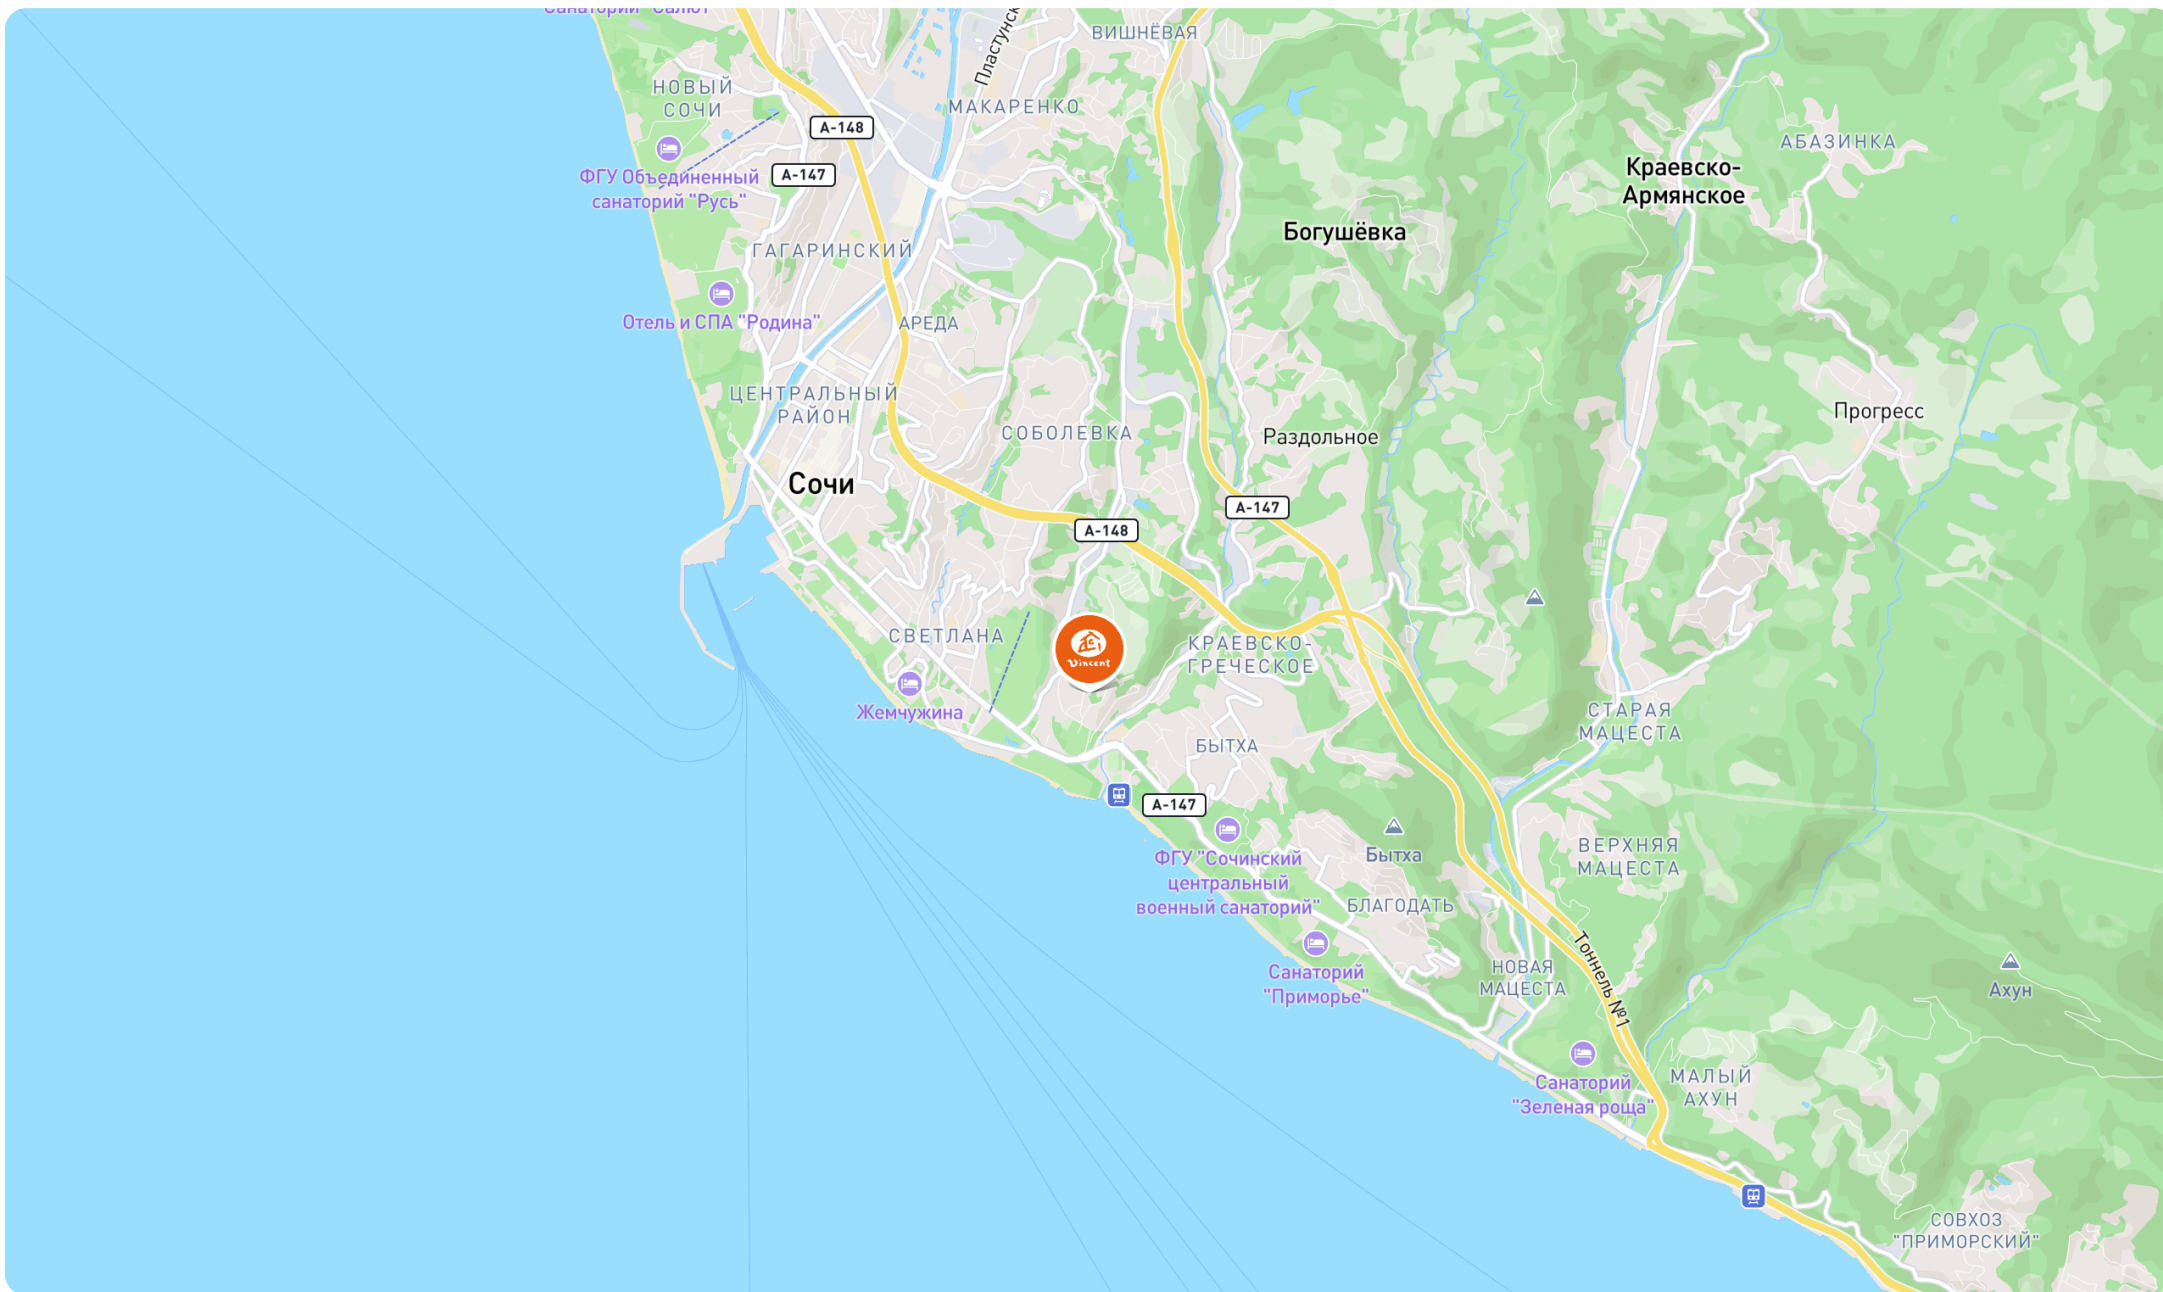 Санаторий "Салют"
ВИШНЁВАЯ
Пластунск
НОВЫЙ
СОЧИ
МАКАРЕНКО
А-148
АБАЗИНКА
Краевско-
Армянское
ФГУ Объединенный
санаторий "Русь"
А-147
Богушёвка
ГАГАРИНСКИЙ
Отель и СПА "Родина"
АРЕДА
ЦЕНТРАЛЬНЫЙ
РАЙОН
Прогресс
СОБОЛЕВКА
Раздольное
Сочи
А-147
А-148
СВЕТЛАНА
Vincent
КРАЕВСКО-
ГРЕЧЕСКОЕ
Жемчужина
СТАРАЯ
МАЦЕСТА
БЫТХА
А-147
ФГУ "Сочинский
центральный
военный санаторий"
Бытха
ВЕРХНЯЯ
МАЦЕСТА
БЛАГОДАТЬ
Санаторий
"Приморье"
НОВАЯ
МАЦЕСТА
Тоннель №1
Ахун
Санаторий
"Зеленая роща"
МАЛЫЙ
АХУН
СОВХОЗ
"ПРИМОРСКИЙ"